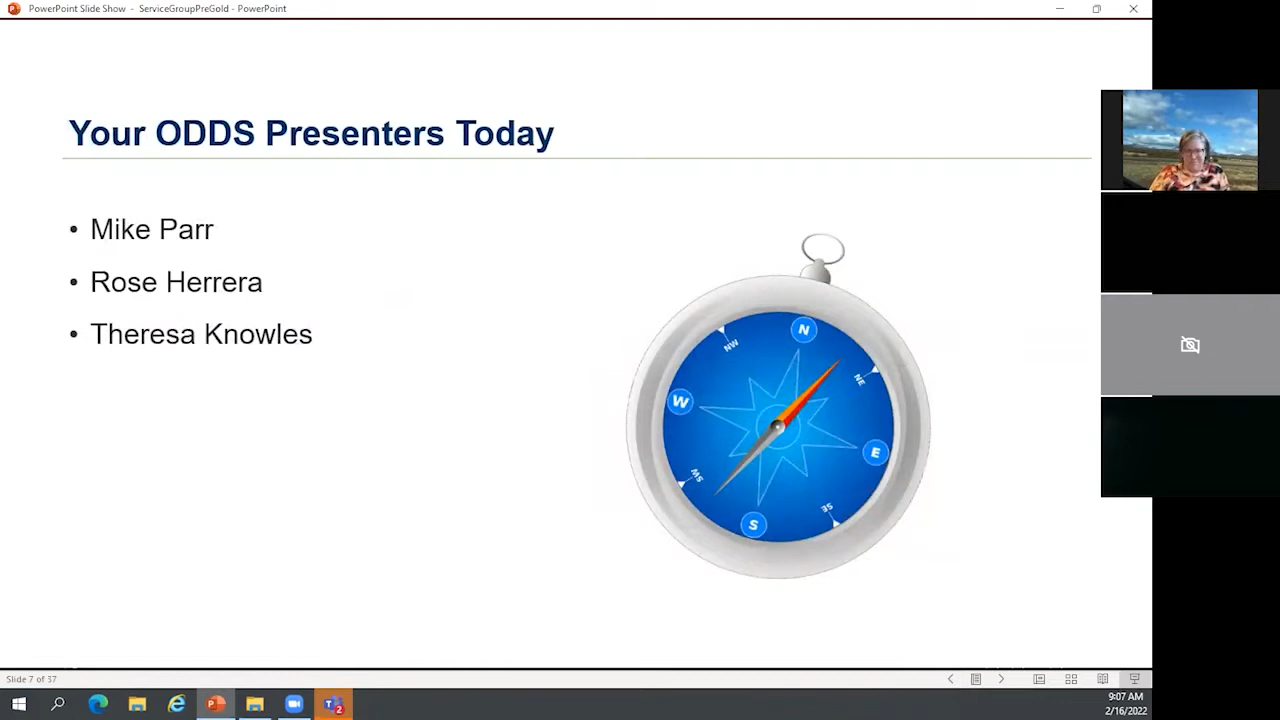 PowerPoint Slide Show - ServiceGroupPreGold - PowerPoint
Your ODDS Presenters Today
• Mike Parr
• Rose Herrera
• Theresa Knowles
N
NW
NE
W
E
SW
SE
S
Slide 7 of 37
2
9:07 AM
2/16/2022